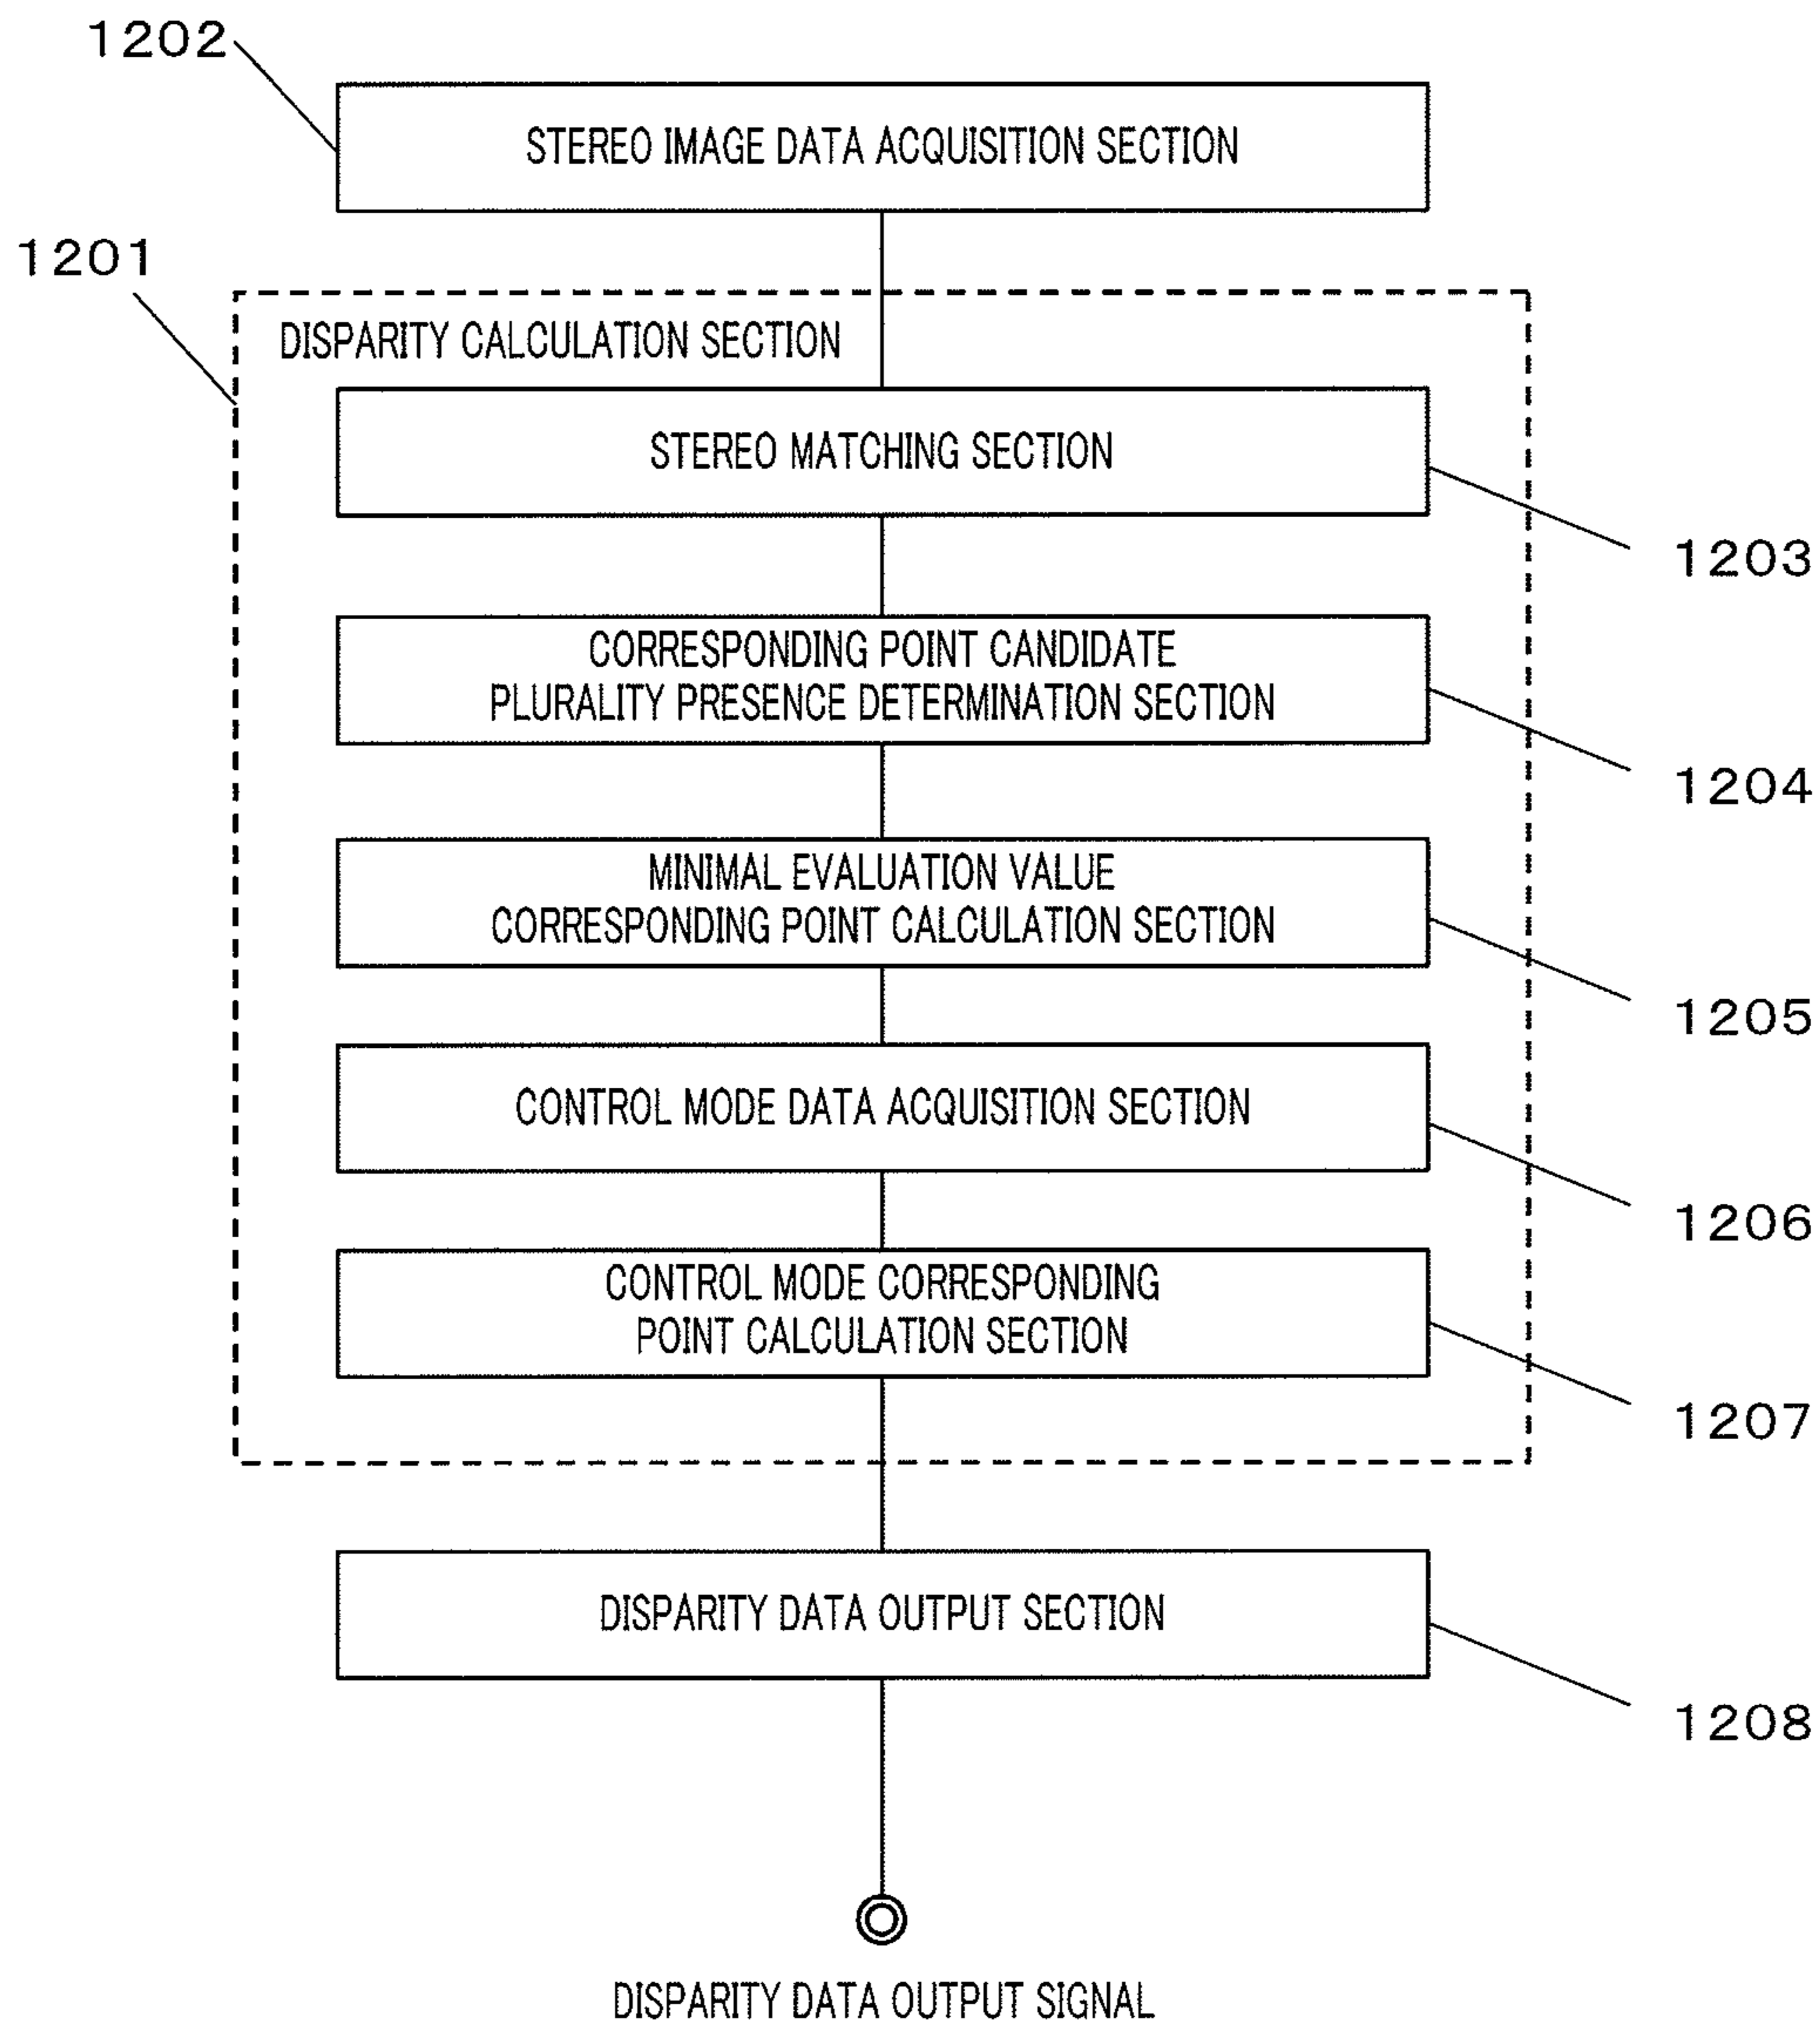 1202
STEREO IMAGE DATA ACQUISITION SECTION
1201
DISPARITY CALCULATION SECTION
STEREO MATCHING SECTION
1203
CORRESPONDING POINT CANDIDATE
PLURALITY PRESENCE DETERMINATION SECTION
1204
MINIMAL EVALUATION VALUE
CORRESPONDING POINT CALCULATION SECTION
1205
CONTROL MODE DATA ACQUISITION SECTION
1206
CONTROL MODE CORRESPONDING
POINT CALCULATION SECTION
1207
DISPARITY DATA OUTPUT SECTION
1208
DISPARITY DATA OUTPUT SIGNAL